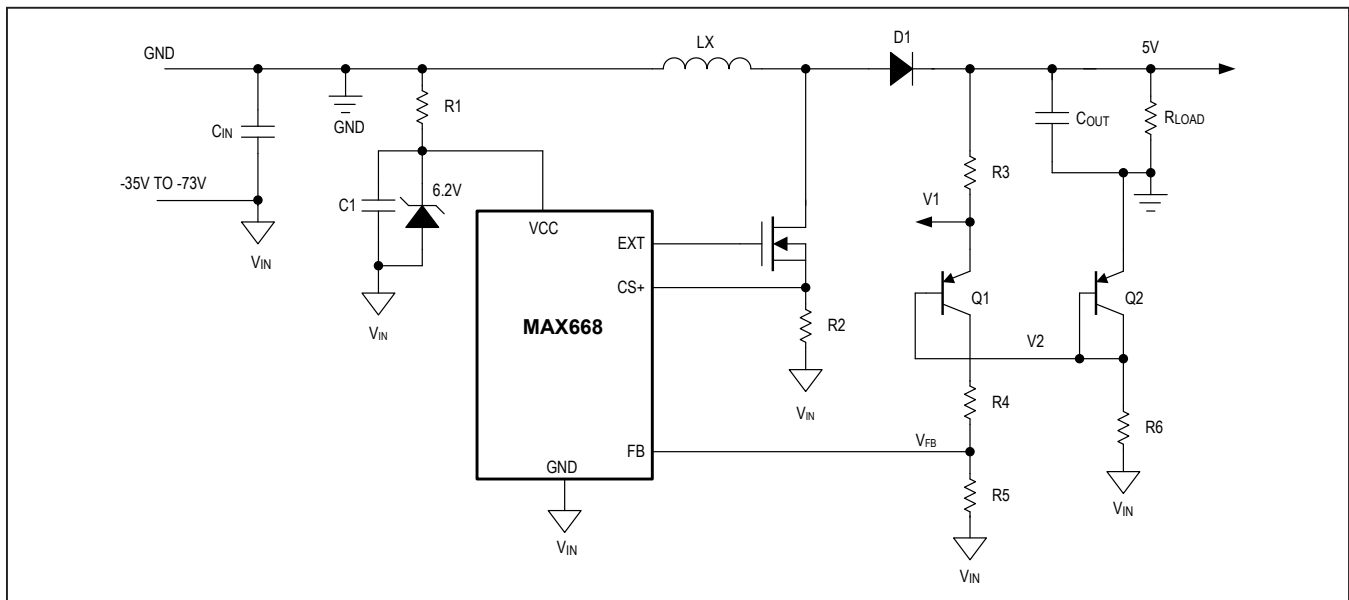 GND
LX
D1
5V
R1
GND
CIN
COUT
RLOAD
-35V TO -73V
C1
6.2V
R3
V1
VIN
VIN
VCC
EXT
CS+
MAX668
R2
Q1
Q2
V2
VIN
R4
R6
FB
VFB
GND
R5
VIN
VIN
VIN